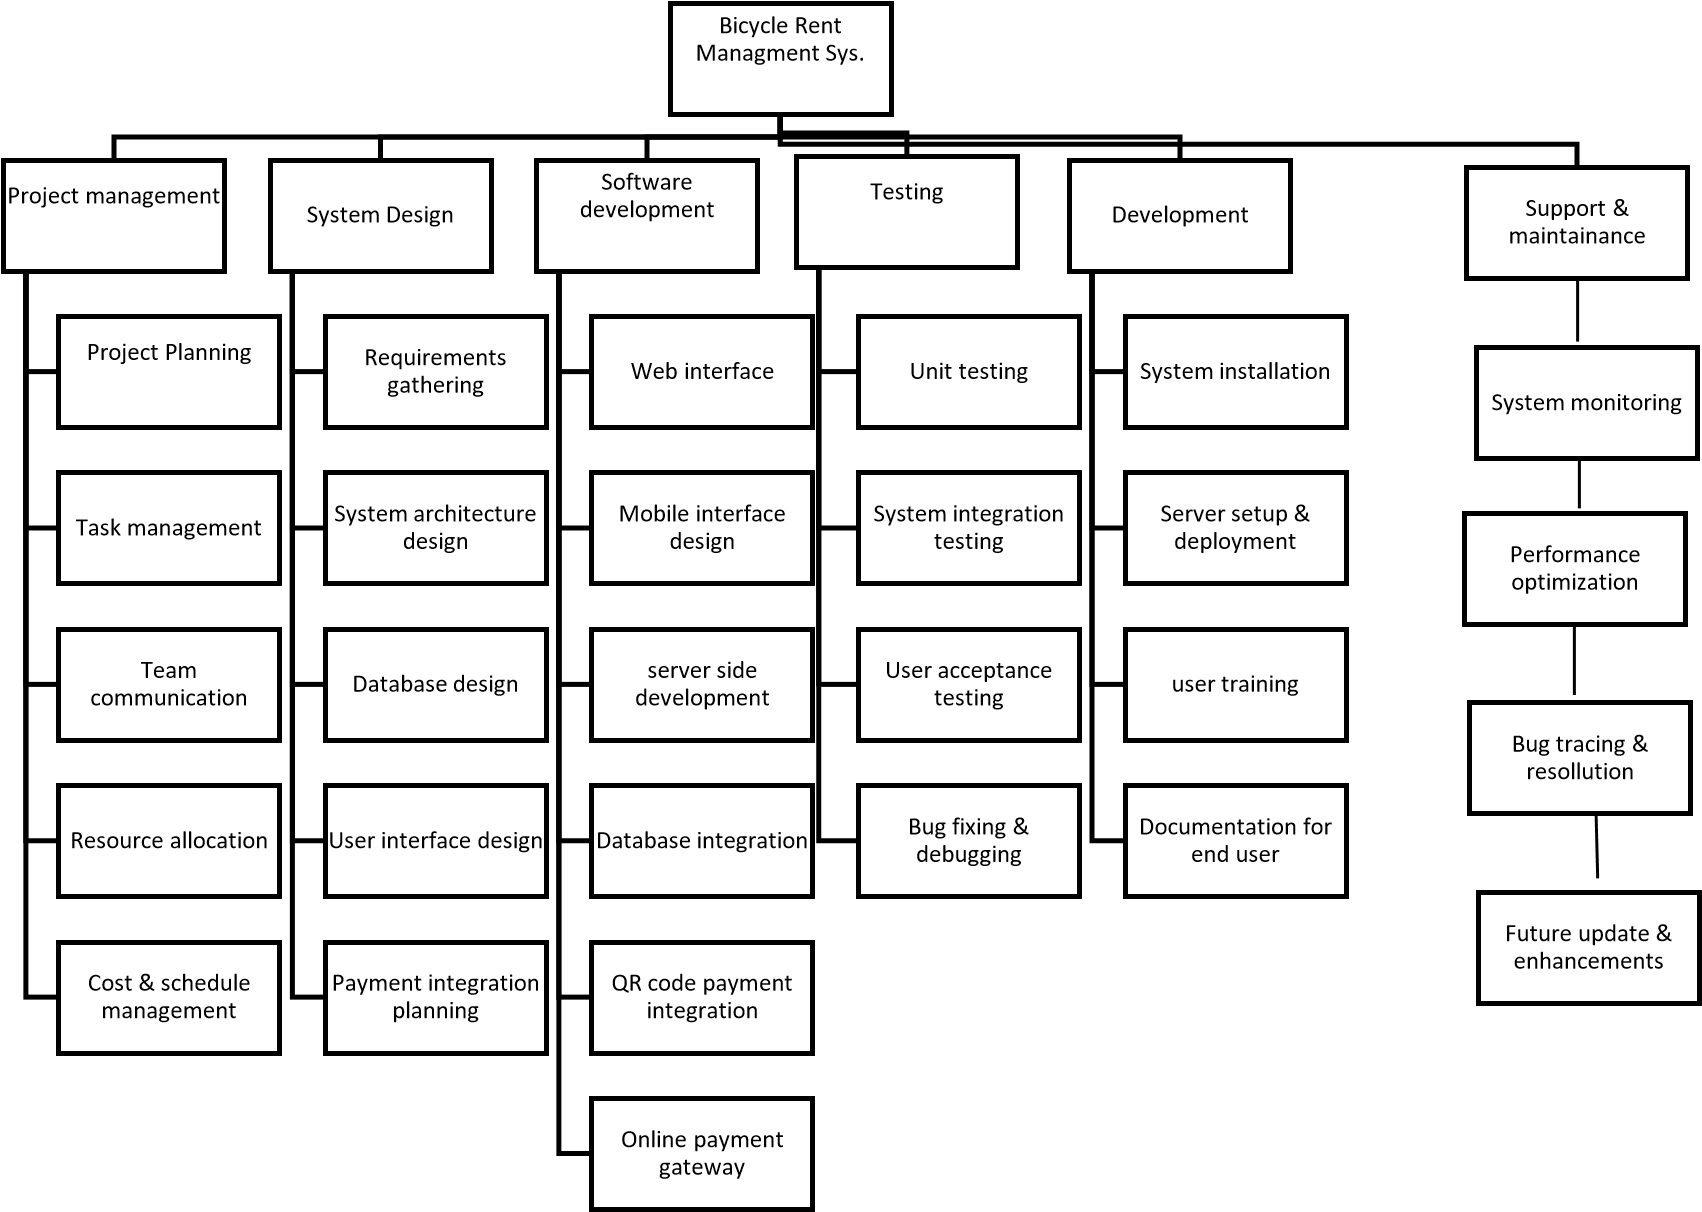 Bicycle Rent
Managment Sys.
Project management
System Design
Software
development
Testing
Development
Support &
maintainance
Project Planning
Task management
Team
communication
Resource allocation
Cost & schedule
management
Requirements
gathering
System architecture
design
Database design
User interface design
Payment integration
planning
Web interface
Mobile interface
design
server side
development
Database integration
QR code payment
integration
Online payment
gateway
Unit testing
System integration
testing
User acceptance
testing
Bug fixing &
debugging
System installation
Server setup &
deployment
user training
Documentation for
end user
System monitoring
Performance
optimization
Bug tracing &
resollution
Future update &
enhancements